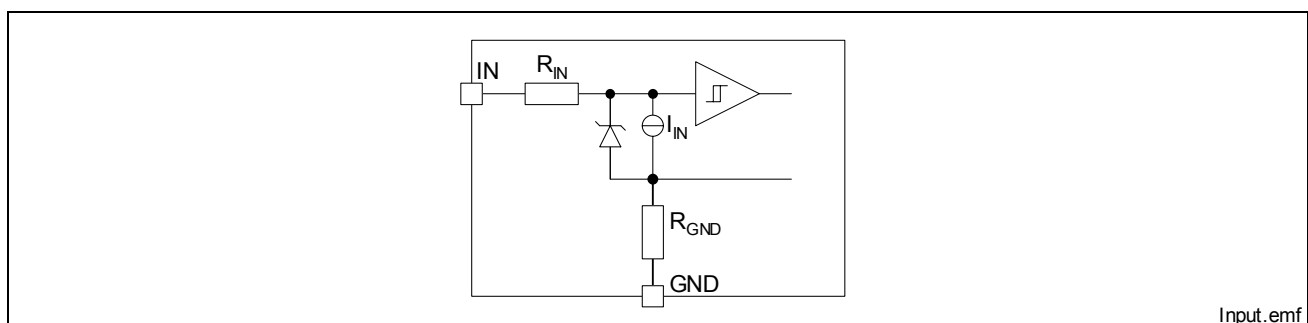 IN
R_IN
I_IN
R_GND
GND
Input.emf